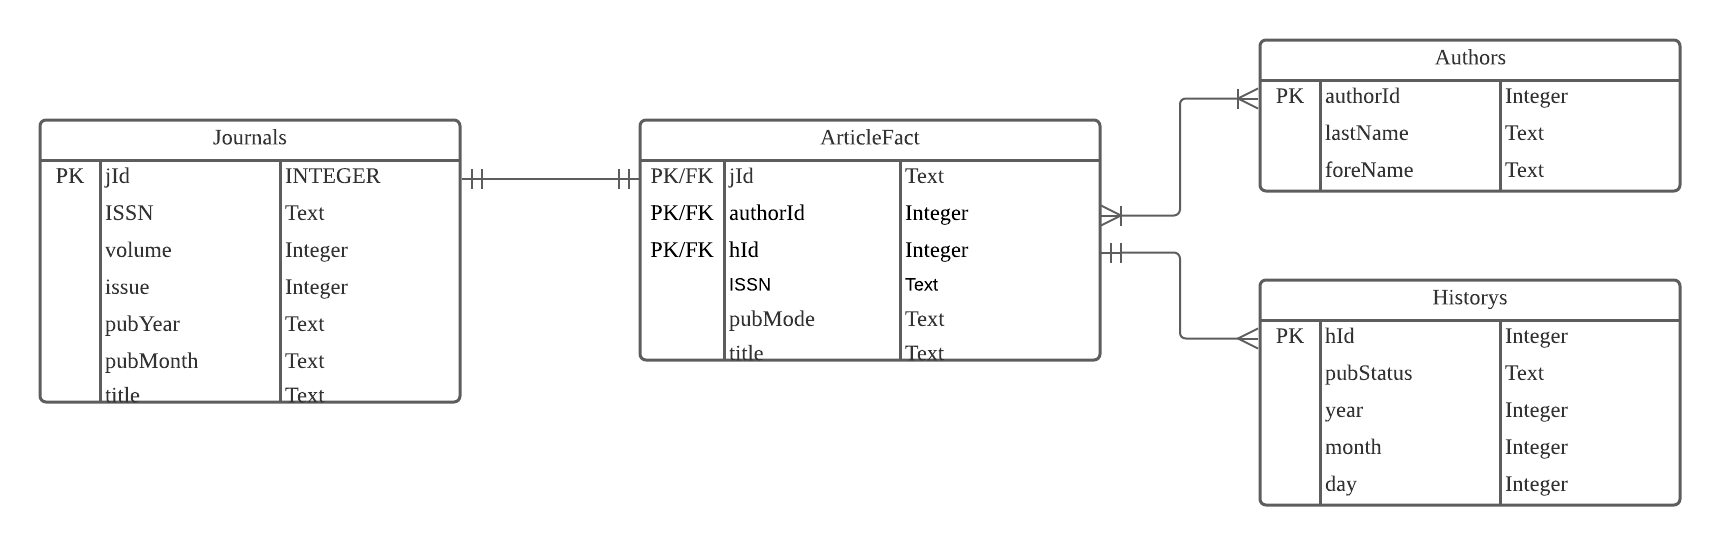 Journals
PK jId INTEGER
ISSN Text
volume Integer
issue Integer
pubYear Text
pubMonth Text
title Text
ArticleFact
PK/FK jId Text
PK/FK authorId Integer
PK/FK hId Integer
ISSN Text
pubMode Text
title Text
Authors
PK authorId Integer
lastName Text
foreName Text
Historys
PK hId Integer
pubStatus Text
year Integer
month Integer
day Integer